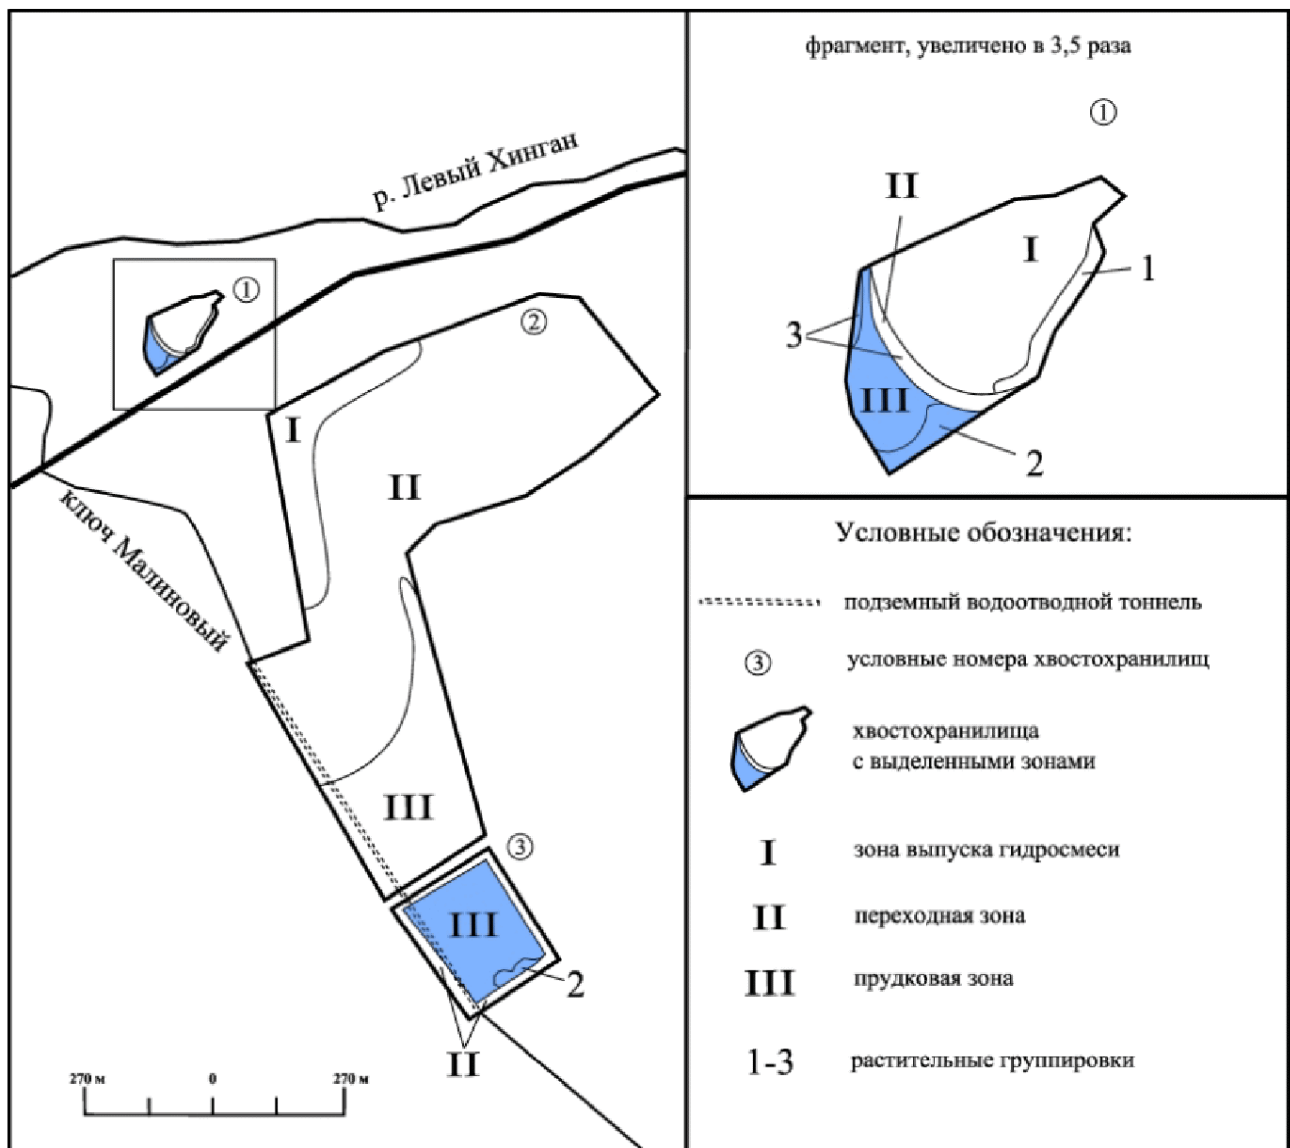 р. Левый Хинган
①
②
I
II
ключ Малиновый
III
③
III
2
II
270 м 0 270 м
фрагмент, увеличено в 3,5 раза
①
II
I
1
3
III
2
Условные обозначения:
подземный водоотводной тоннель
③ условные номера хвостохранилищ
хвостохранилища
с выделенными зонами
I зона выпуска гидросмеси
II переходная зона
III прудковая зона
1-3 растительные группировки